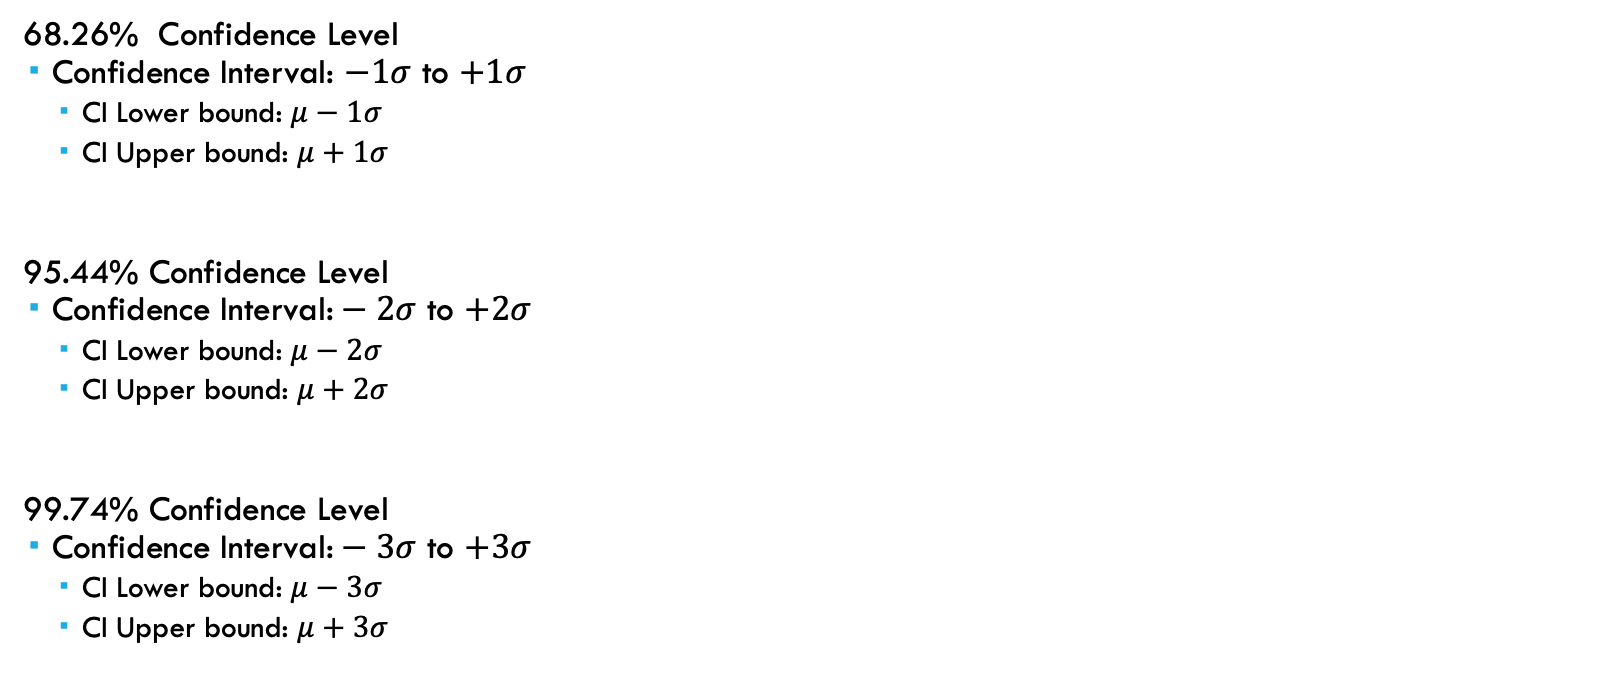 68.26%  Confidence Level
▪ Confidence Interval: −1𝜎 to +1𝜎
▪ CI Lower bound: 𝜇 − 1𝜎
▪ CI Upper bound: 𝜇 + 1𝜎
95.44% Confidence Level
▪ Confidence Interval: − 2𝜎 to +2𝜎
▪ CI Lower bound: 𝜇 − 2𝜎
▪ CI Upper bound: 𝜇 + 2𝜎
99.74% Confidence Level
▪ Confidence Interval: − 3𝜎 to +3𝜎
▪ CI Lower bound: 𝜇 − 3𝜎
▪ CI Upper bound: 𝜇 + 3𝜎